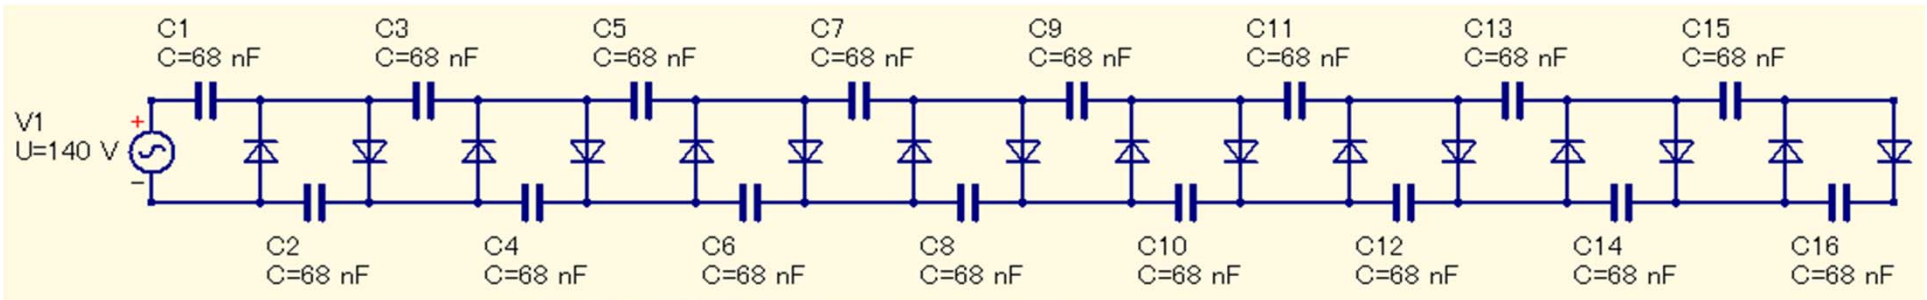 C1
C=68 nF
C3
C=68 nF
C5
C=68 nF
C7
C=68 nF
C9
C=68 nF
C11
C=68 nF
C13
C=68 nF
C15
C=68 nF
V1
U=140 V
+
−
C2
C=68 nF
C4
C=68 nF
C6
C=68 nF
C8
C=68 nF
C10
C=68 nF
C12
C=68 nF
C14
C=68 nF
C16
C=68 nF